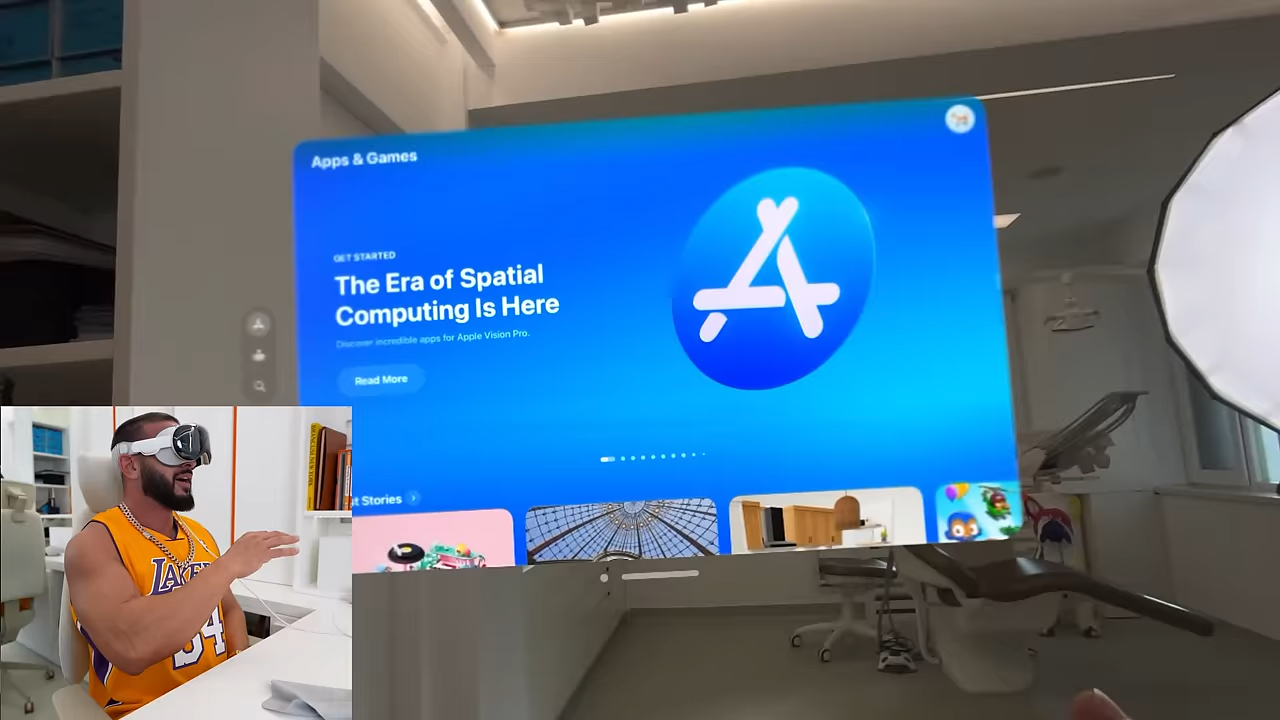 Apps & Games
GET STARTED
The Era of Spatial
Computing Is Here
Discover incredible apps for Apple Vision Pro.
Read More
Stories
LAKERS
34